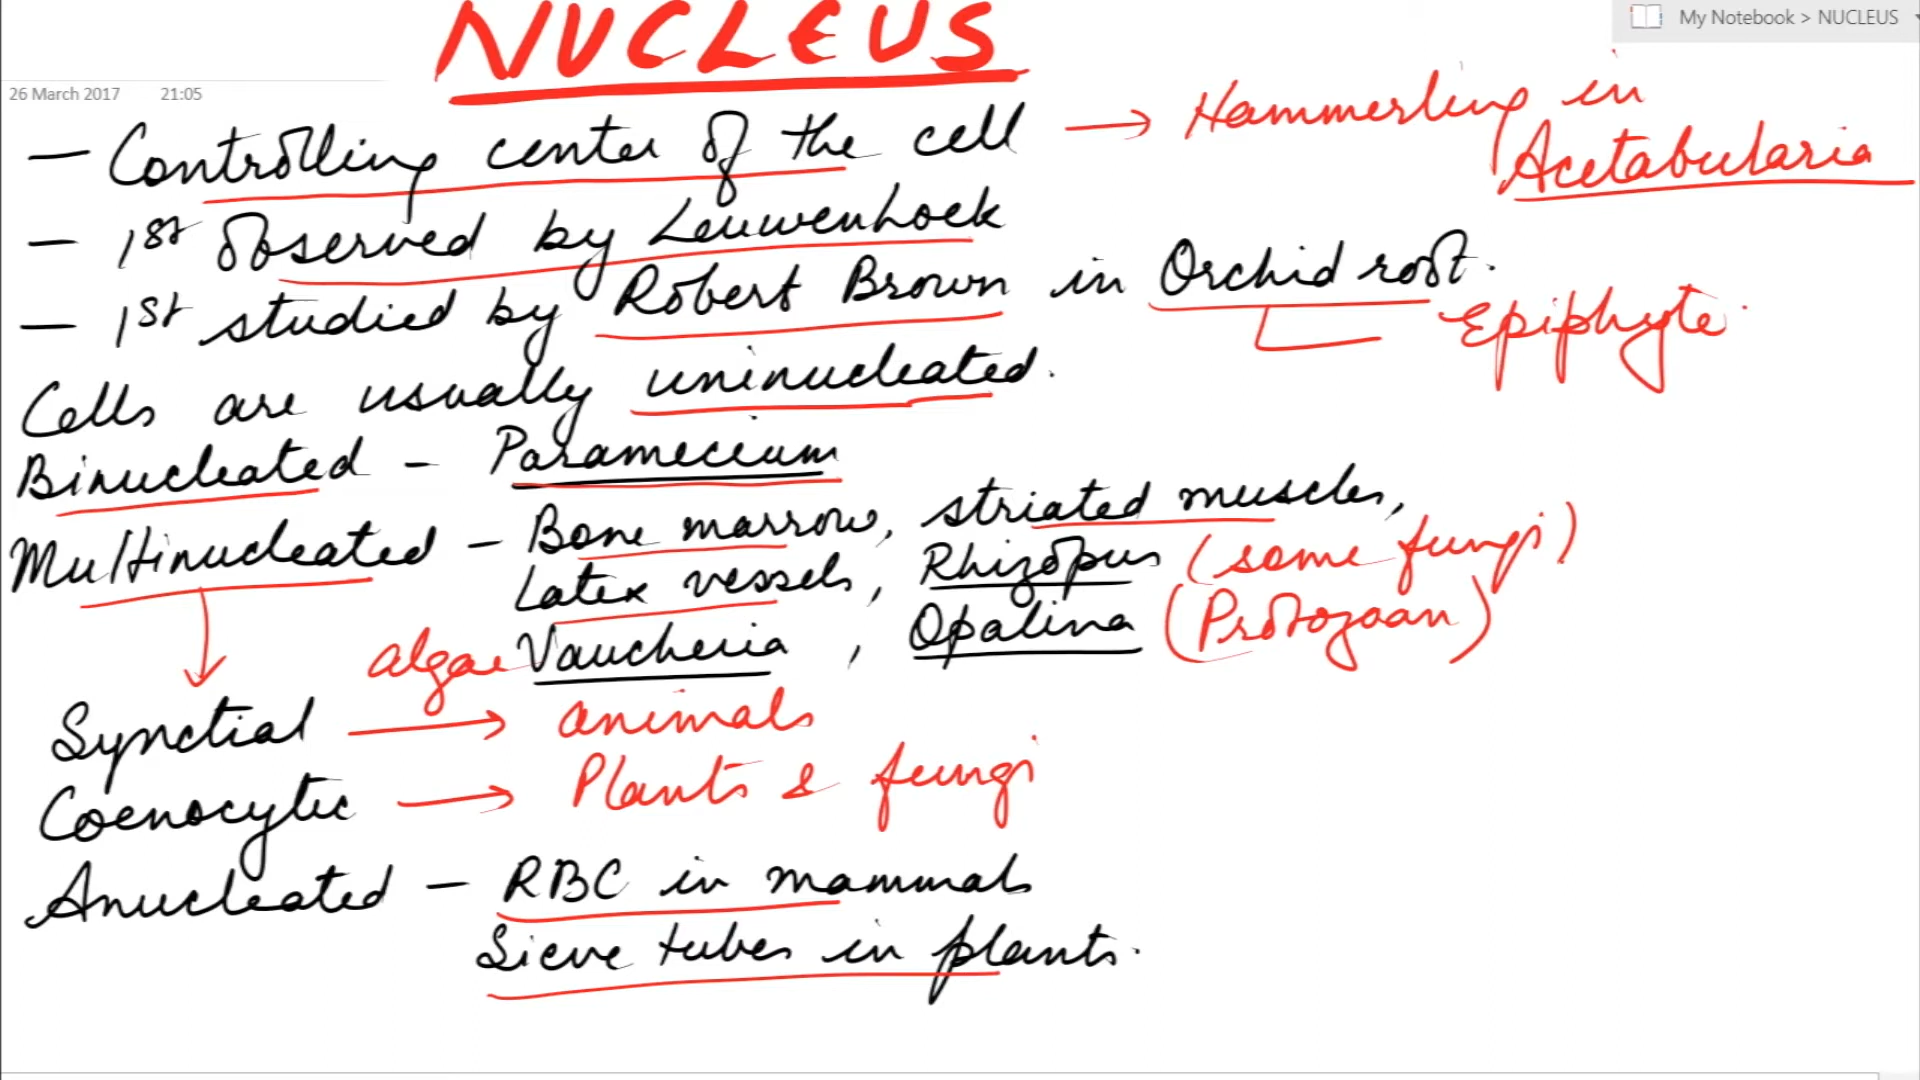 My Notebook > NUCLEUS
NUCLEUS
26 March 2017 21:05
– Controlling center of the cell → Hammerling in
Acetabularia
– 1st observed by Leuwenhoek
– 1st studied by Robert Brown in Orchid root.
Epiphyte
Cells are usually uninucleated.
Binucleated – Paramecium
Multinucleated – Bone marrow, striated muscles,
Latex vessels, Rhizopus (some fungi)
algae Vaucheria, Opalina (Protozoan)
Synctial → animals
Coenocytic → Plants & fungi
Anucleated – RBC in mammals
Sieve tubes in plants.